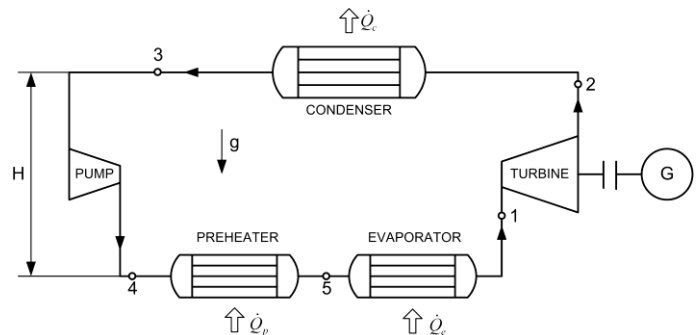 Q̇c
3
CONDENSER
2
g
H
PUMP
TURBINE
G
1
PREHEATER
EVAPORATOR
4
5
Q̇p
Q̇e